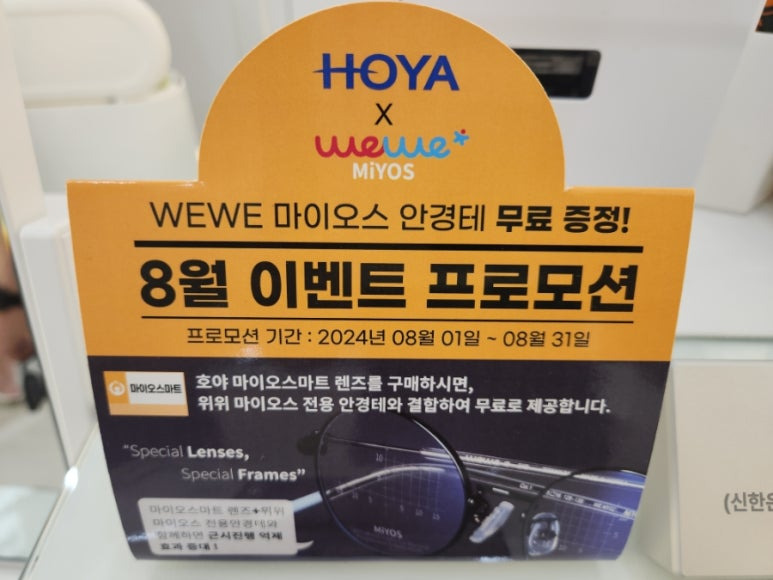 HOYA
X
wewe
MiYOS
WEWE 마이오스 안경테 무료 증정!
8월 이벤트 프로모션
프로모션 기간 : 2024년 08월 01일 ~ 08월 31일
마이오스마트
호야 마이오스마트 렌즈를 구매하시면,
위위 마이오스 전용 안경테와 결합하여 무료로 제공합니다.
"Special Lenses,
Special Frames"
마이오스마트 렌즈+위위
마이오스 전용안경테와
함께하면 근시진행 억제
효과 증대!
wewe
MiYOS
(신한은